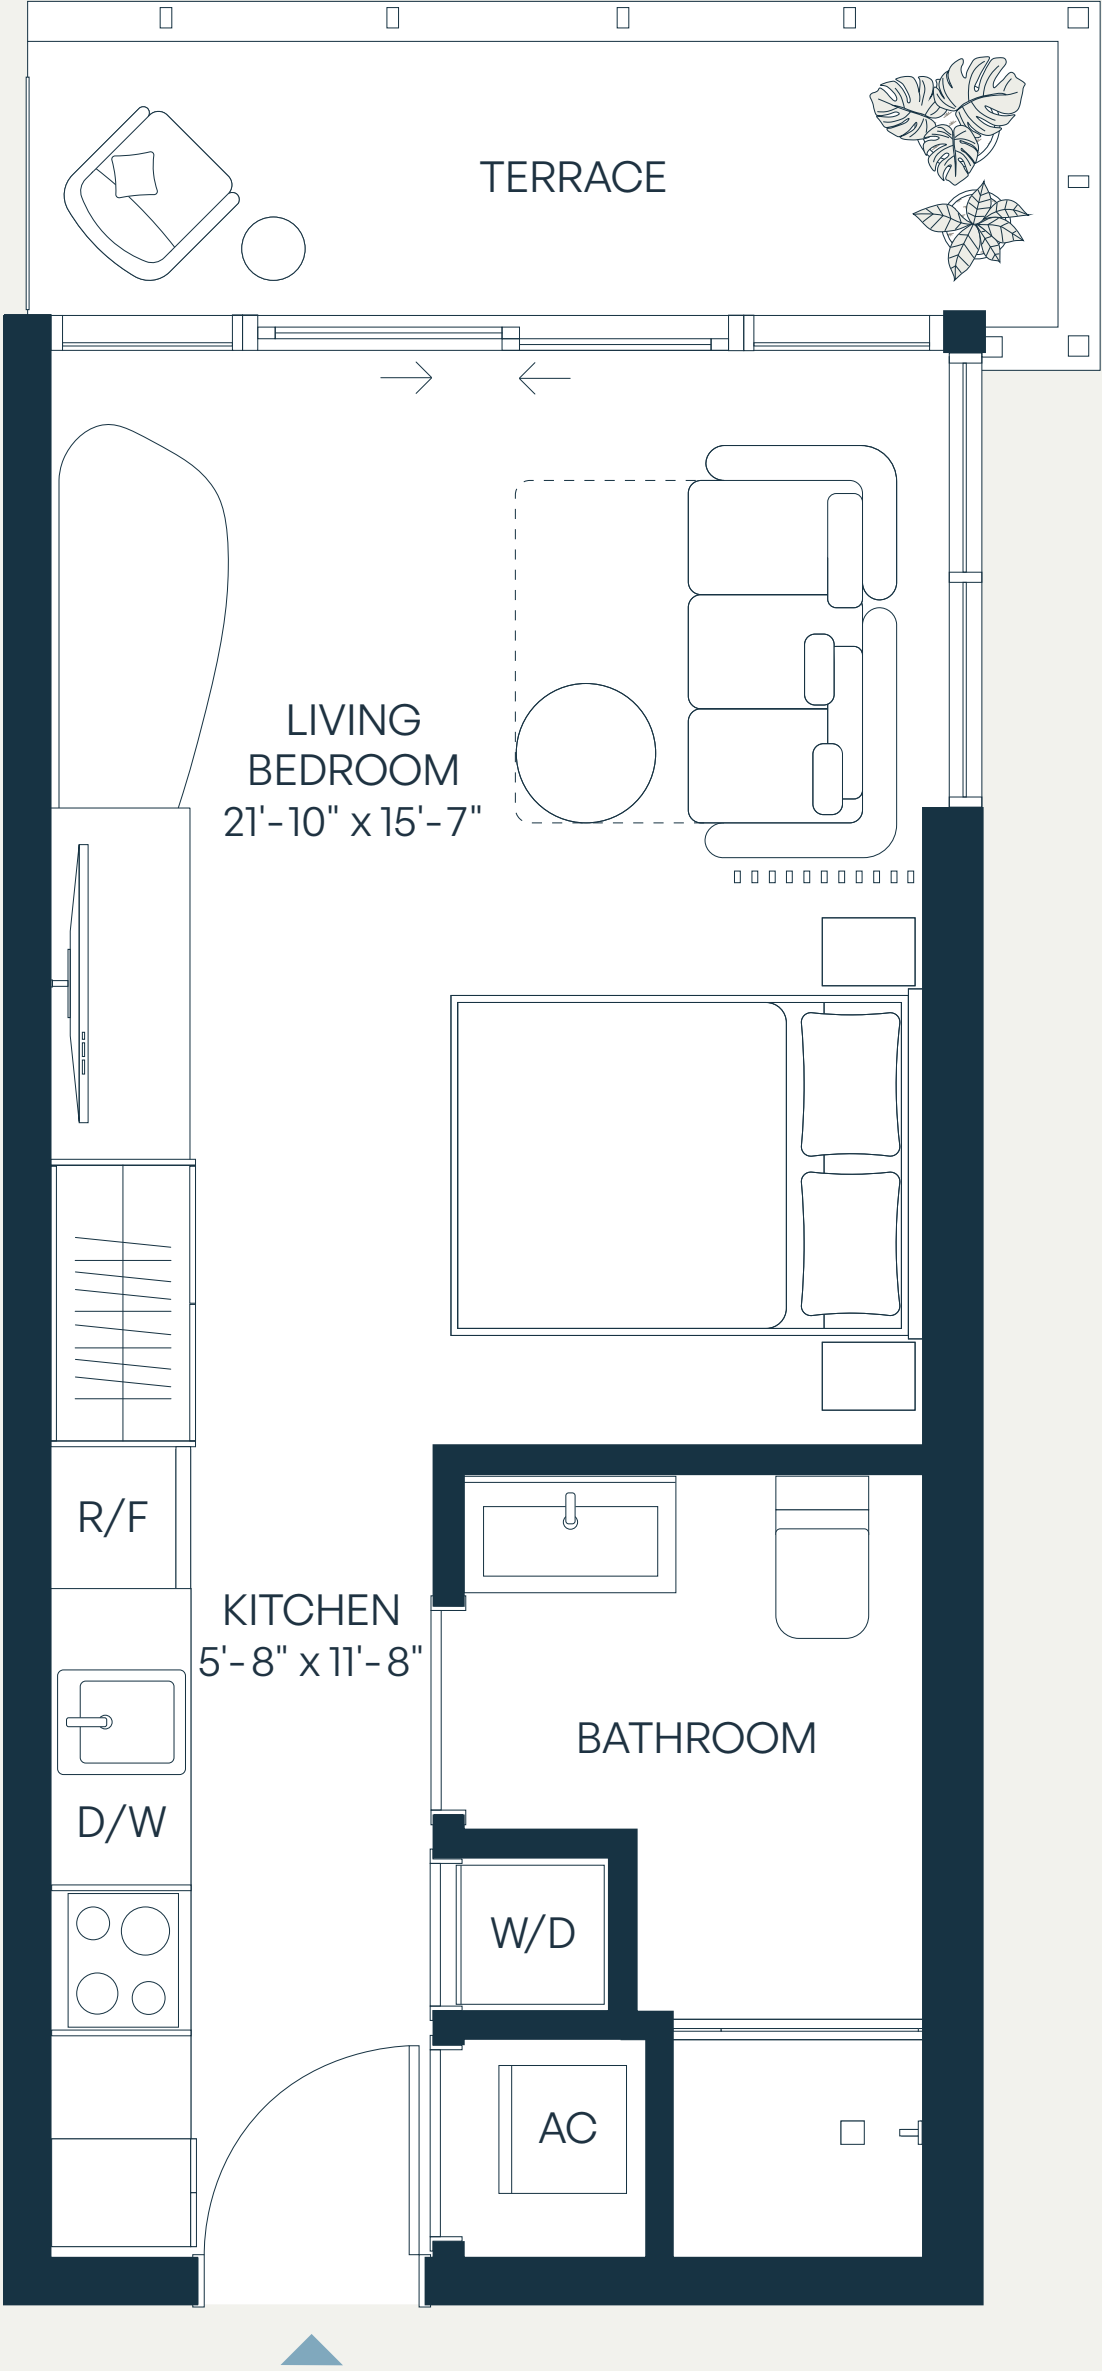 TERRACE
LIVING
BEDROOM
21'-10" x 15'-7"
R/F
KITCHEN
5'-8" x 11'-8"
BATHROOM
D/W
W/D
AC